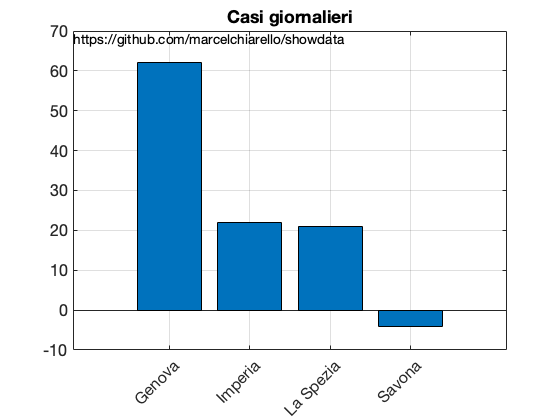 Casi giornalieri
https://github.com/marcelchiarello/showdata
70
60
50
40
30
20
10
0
-10
Genova
Imperia
La Spezia
Savona